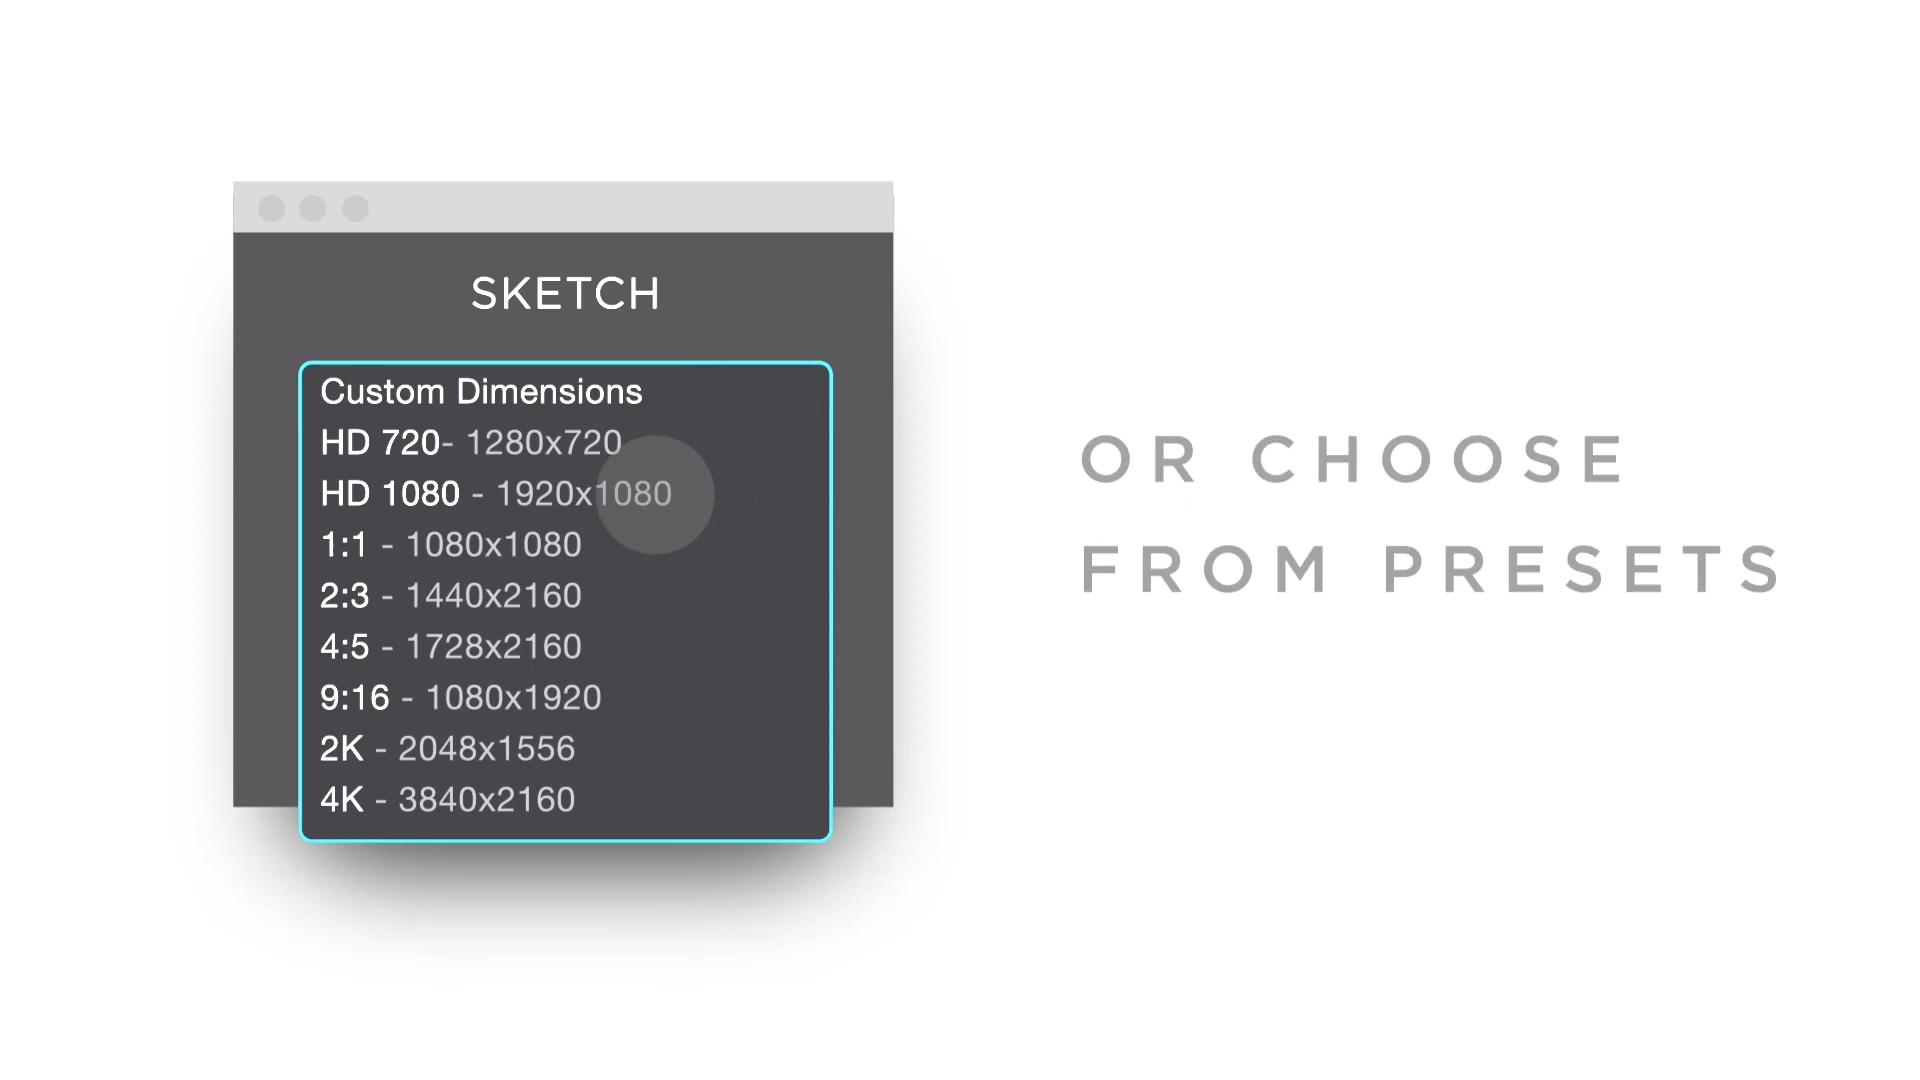 SKETCH
Custom Dimensions
HD 720- 1280x720
HD 1080 - 1920x1080
1:1 - 1080x1080
2:3 - 1440x2160
4:5 - 1728x2160
9:16 - 1080x1920
2K - 2048x1556
4K - 3840x2160
OR CHOOSE
FROM PRESETS